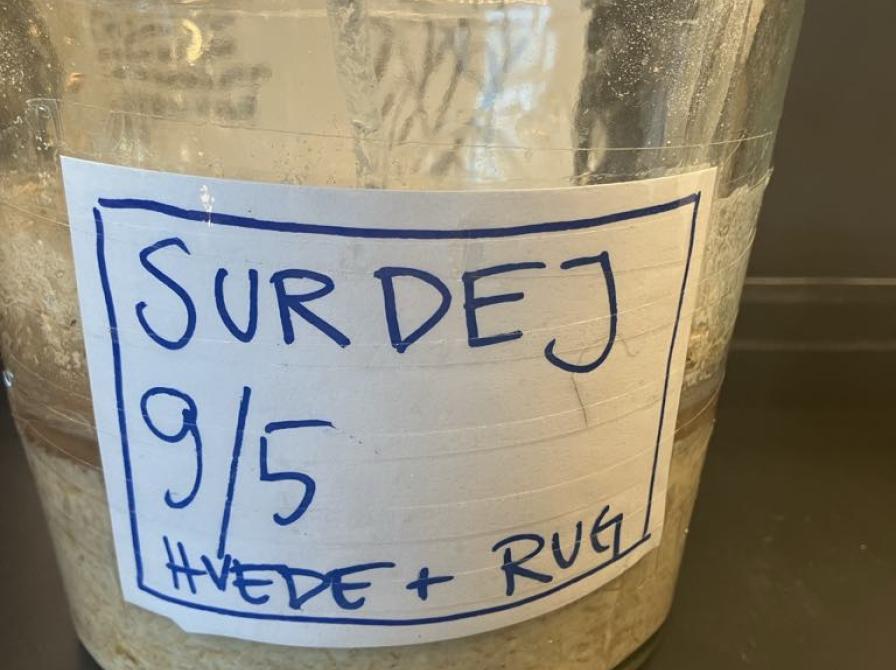 SURDEJ
9/5
HVEDE + RUG